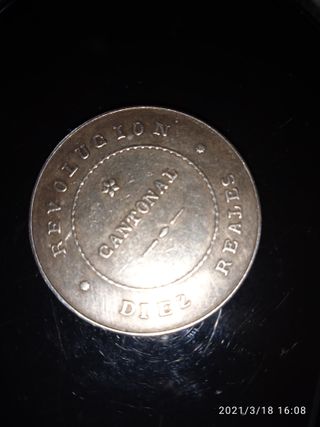 REVOLUCION
CANTONAL
DIEZ REALES
2021/3/18 16:08